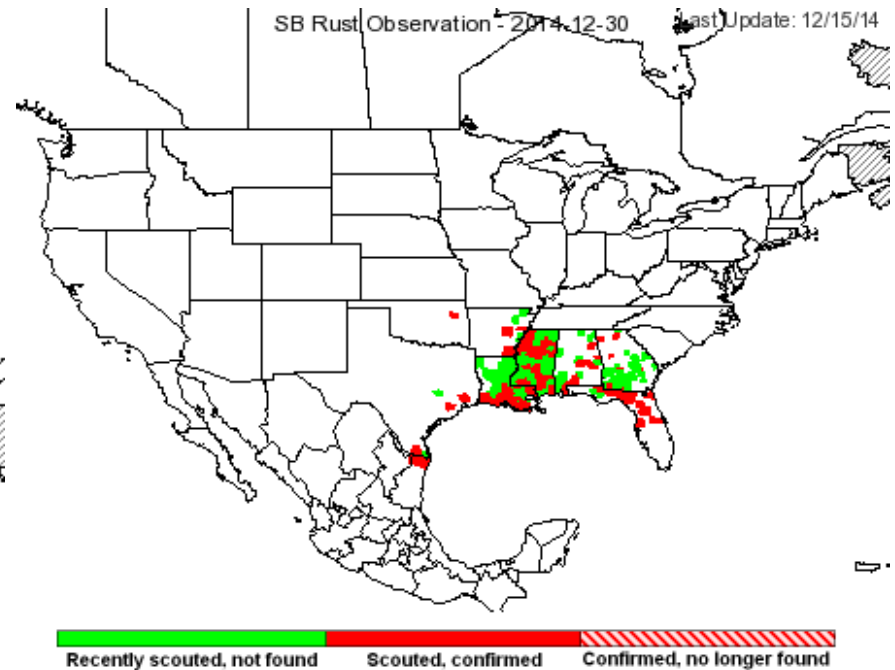 SB Rust Observation - 2014-12-30 Last Update: 12/15/14
Recently scouted, not found Scouted, confirmed Confirmed, no longer found